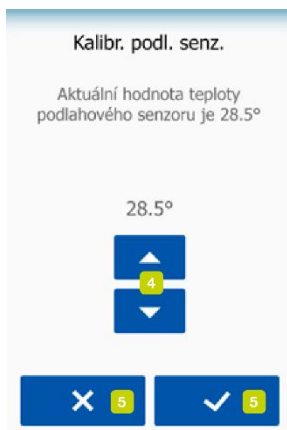 Kalibr. podl. senz.
Aktuální hodnota teploty
podlahového senzoru je 28.5°
28.5°
4
5
5